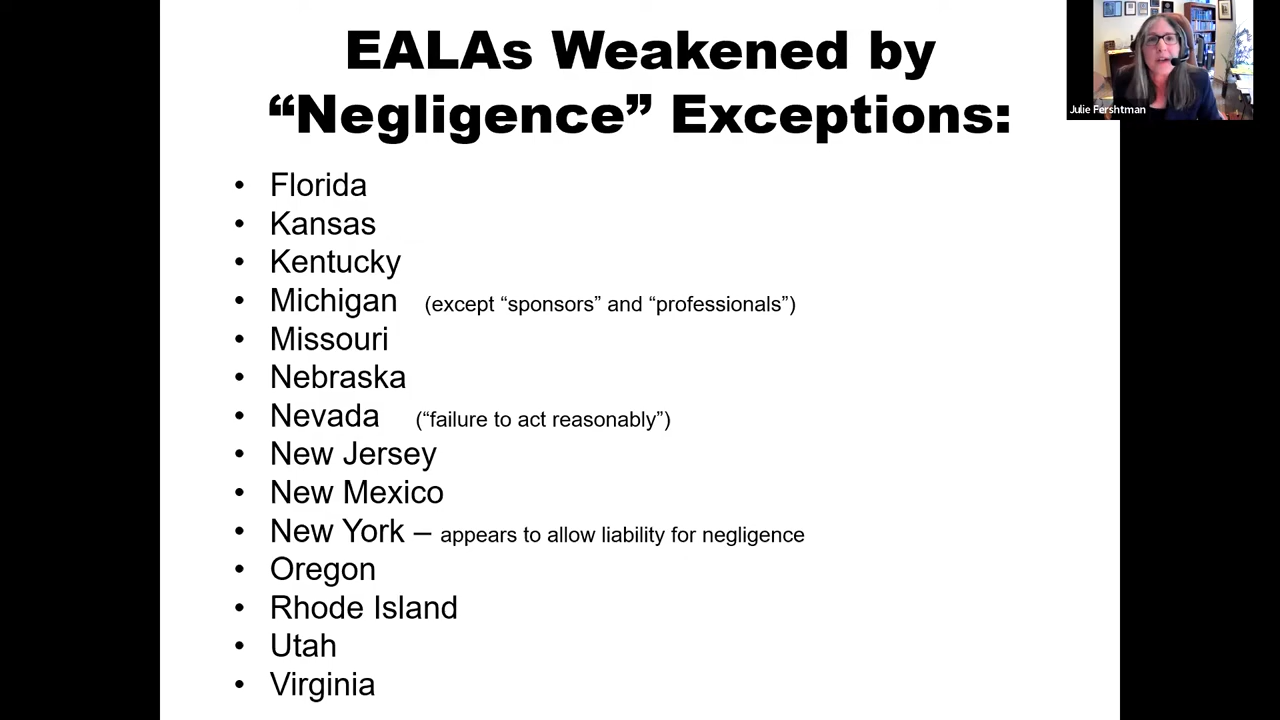 EALAs Weakened by
“Negligence” Exceptions:
Julie Fershtman
• Florida
• Kansas
• Kentucky
• Michigan (except “sponsors” and “professionals”)
• Missouri
• Nebraska
• Nevada (“failure to act reasonably”)
• New Jersey
• New Mexico
• New York – appears to allow liability for negligence
• Oregon
• Rhode Island
• Utah
• Virginia